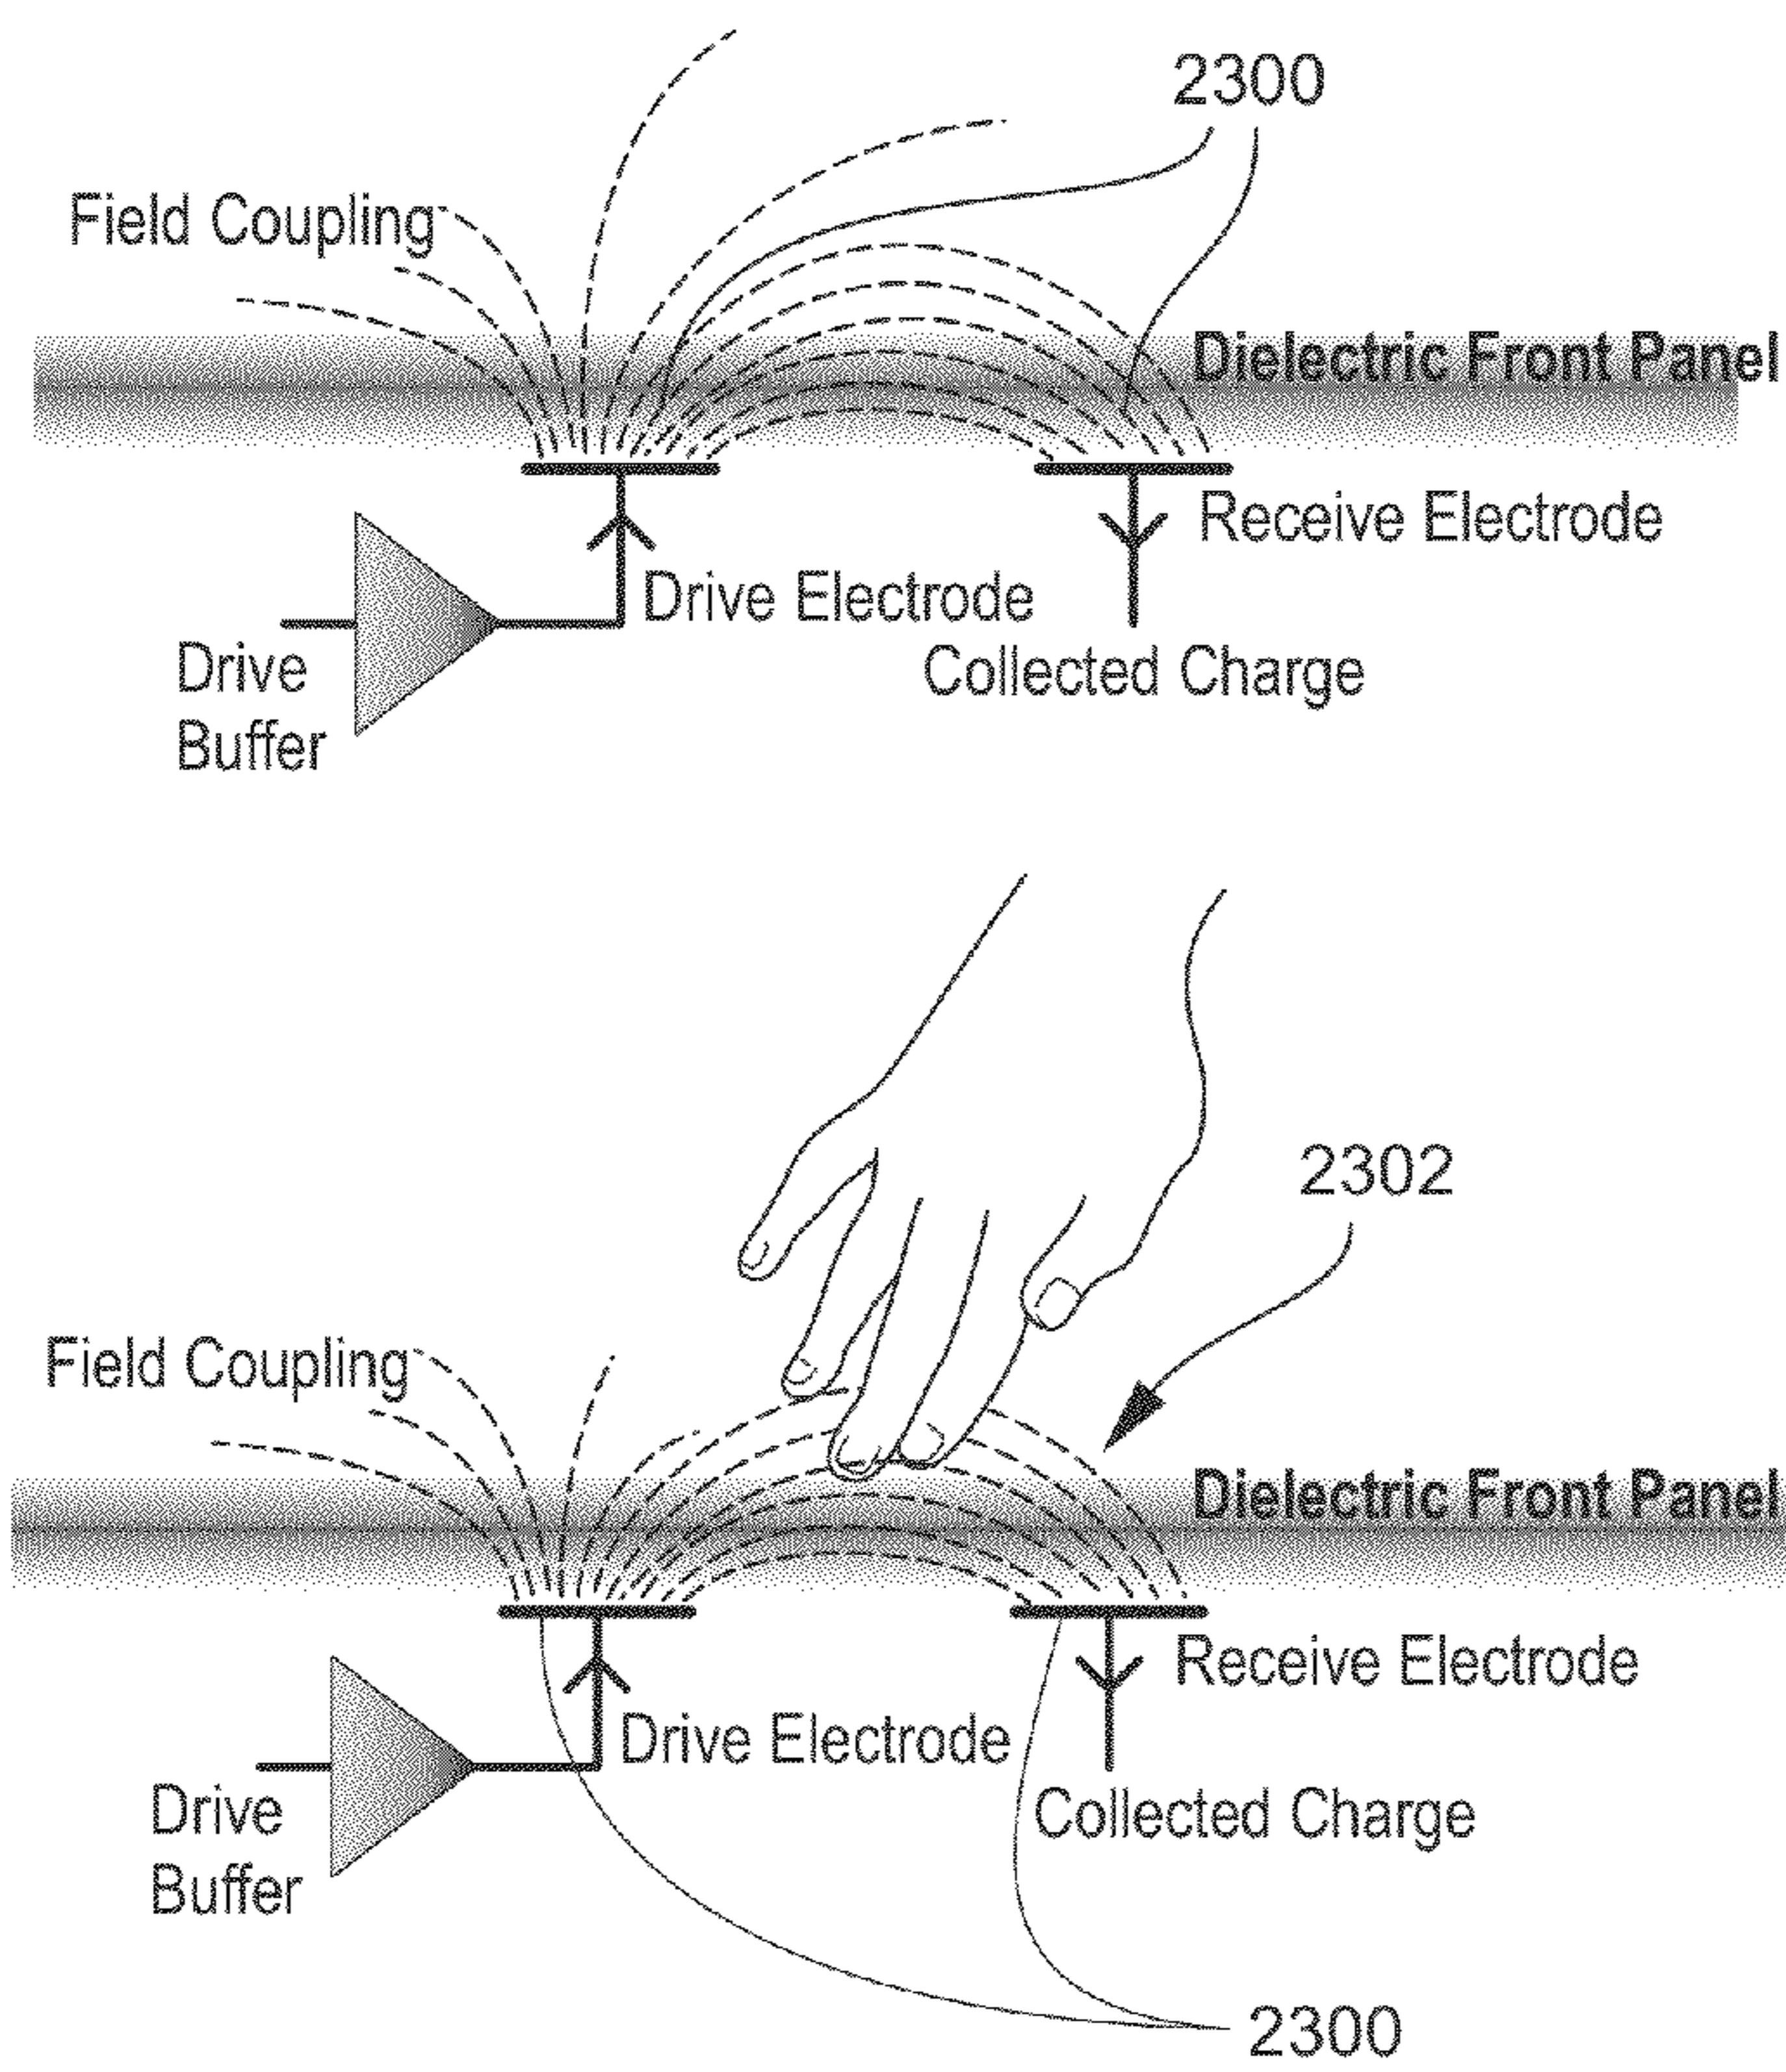 2300
Field Coupling
Dielectric Front Panel
Receive Electrode
Drive Electrode
Drive
Buffer
Collected Charge
2302
Field Coupling
Dielectric Front Panel
Receive Electrode
Drive Electrode
Drive
Buffer
Collected Charge
2300